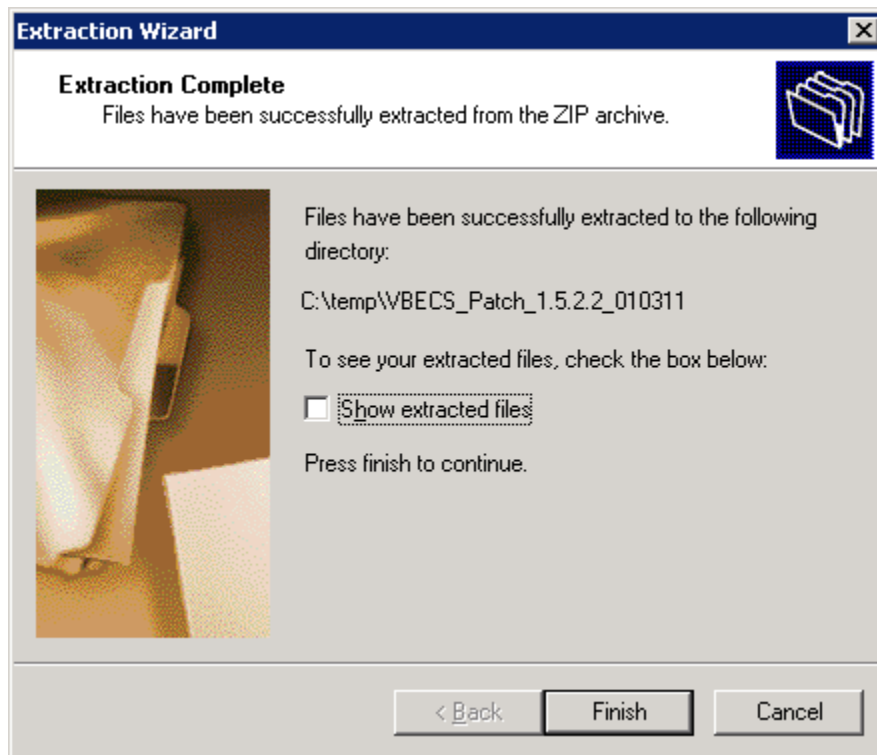 Extraction Wizard
Extraction Complete
Files have been successfully extracted from the ZIP archive.
Files have been successfully extracted to the following
directory:
C:\temp\VBECS_Patch_1.5.2.2_010311
To see your extracted files, check the box below:
Show extracted files
Press finish to continue.
< Back Finish Cancel